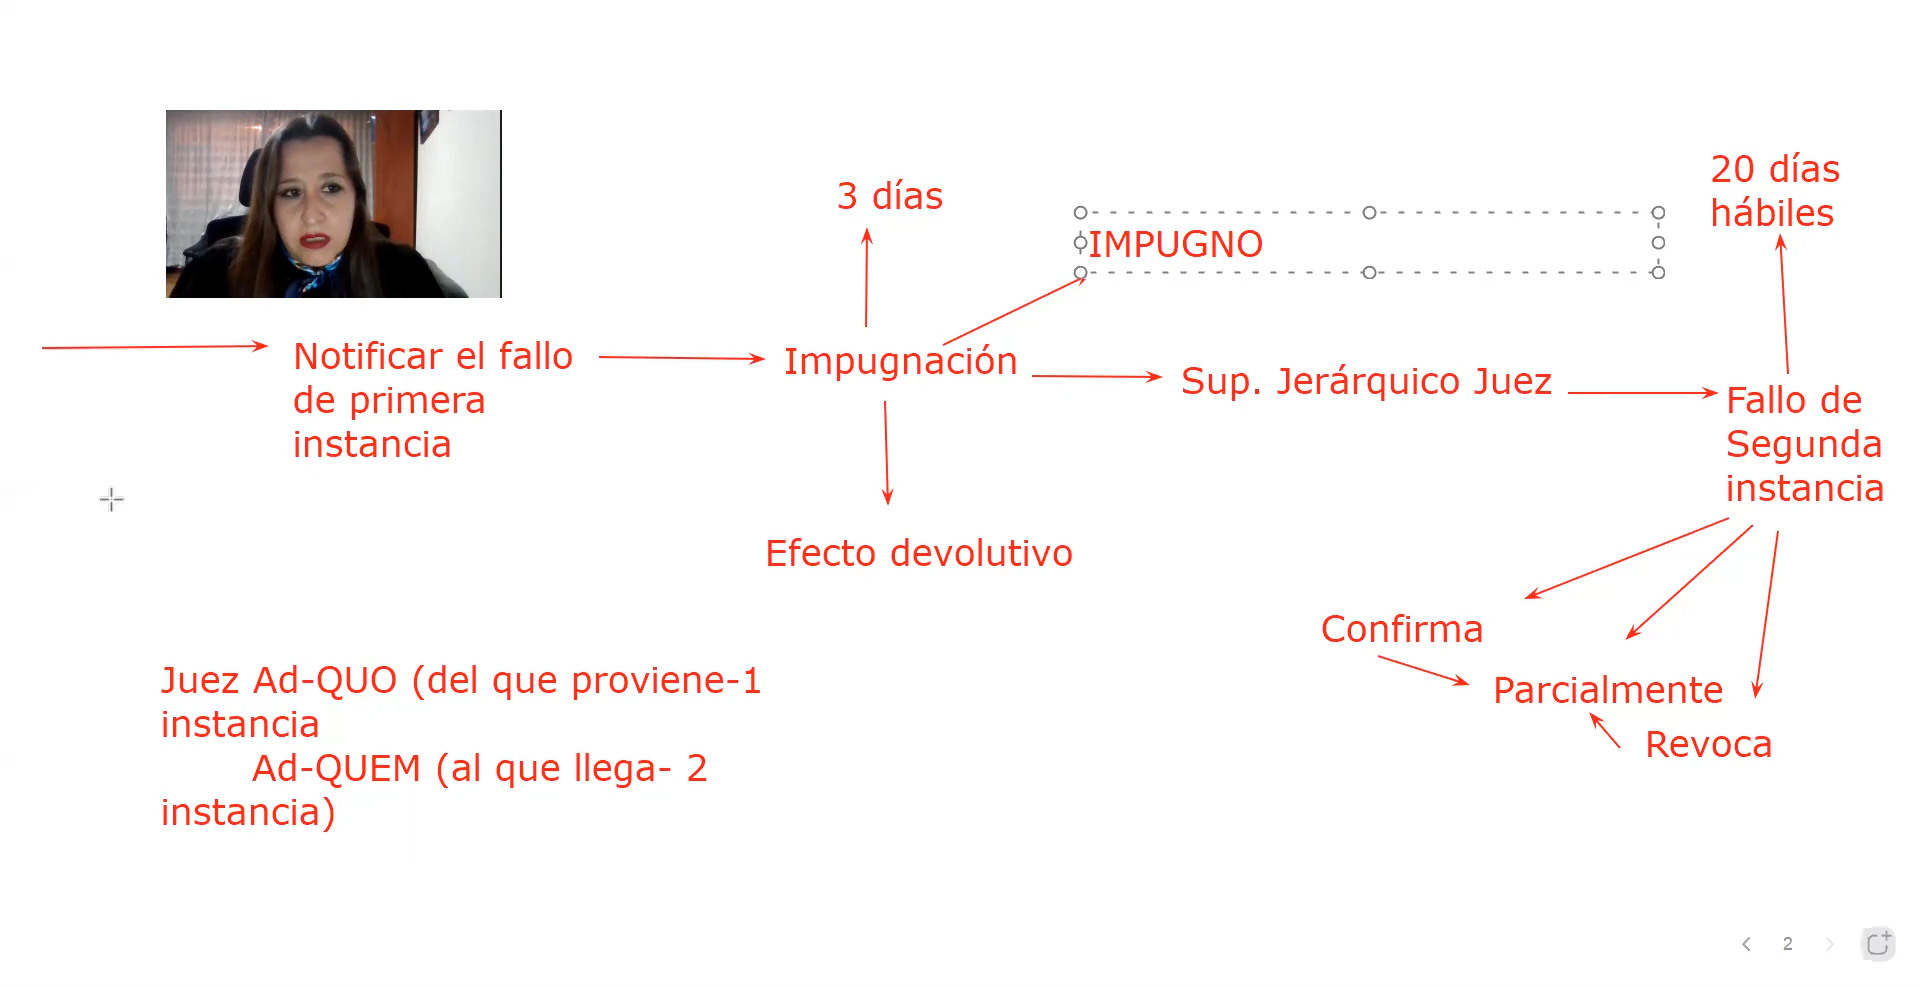 3 días
IMPUGNO
20 días
hábiles
Notificar el fallo
de primera
instancia
Impugnación
Sup. Jerárquico Juez
Fallo de
Segunda
instancia
Efecto devolutivo
Confirma
Parcialmente
Revoca
Juez Ad-QUO (del que proviene-1
instancia
Ad-QUEM (al que llega- 2
instancia)
2